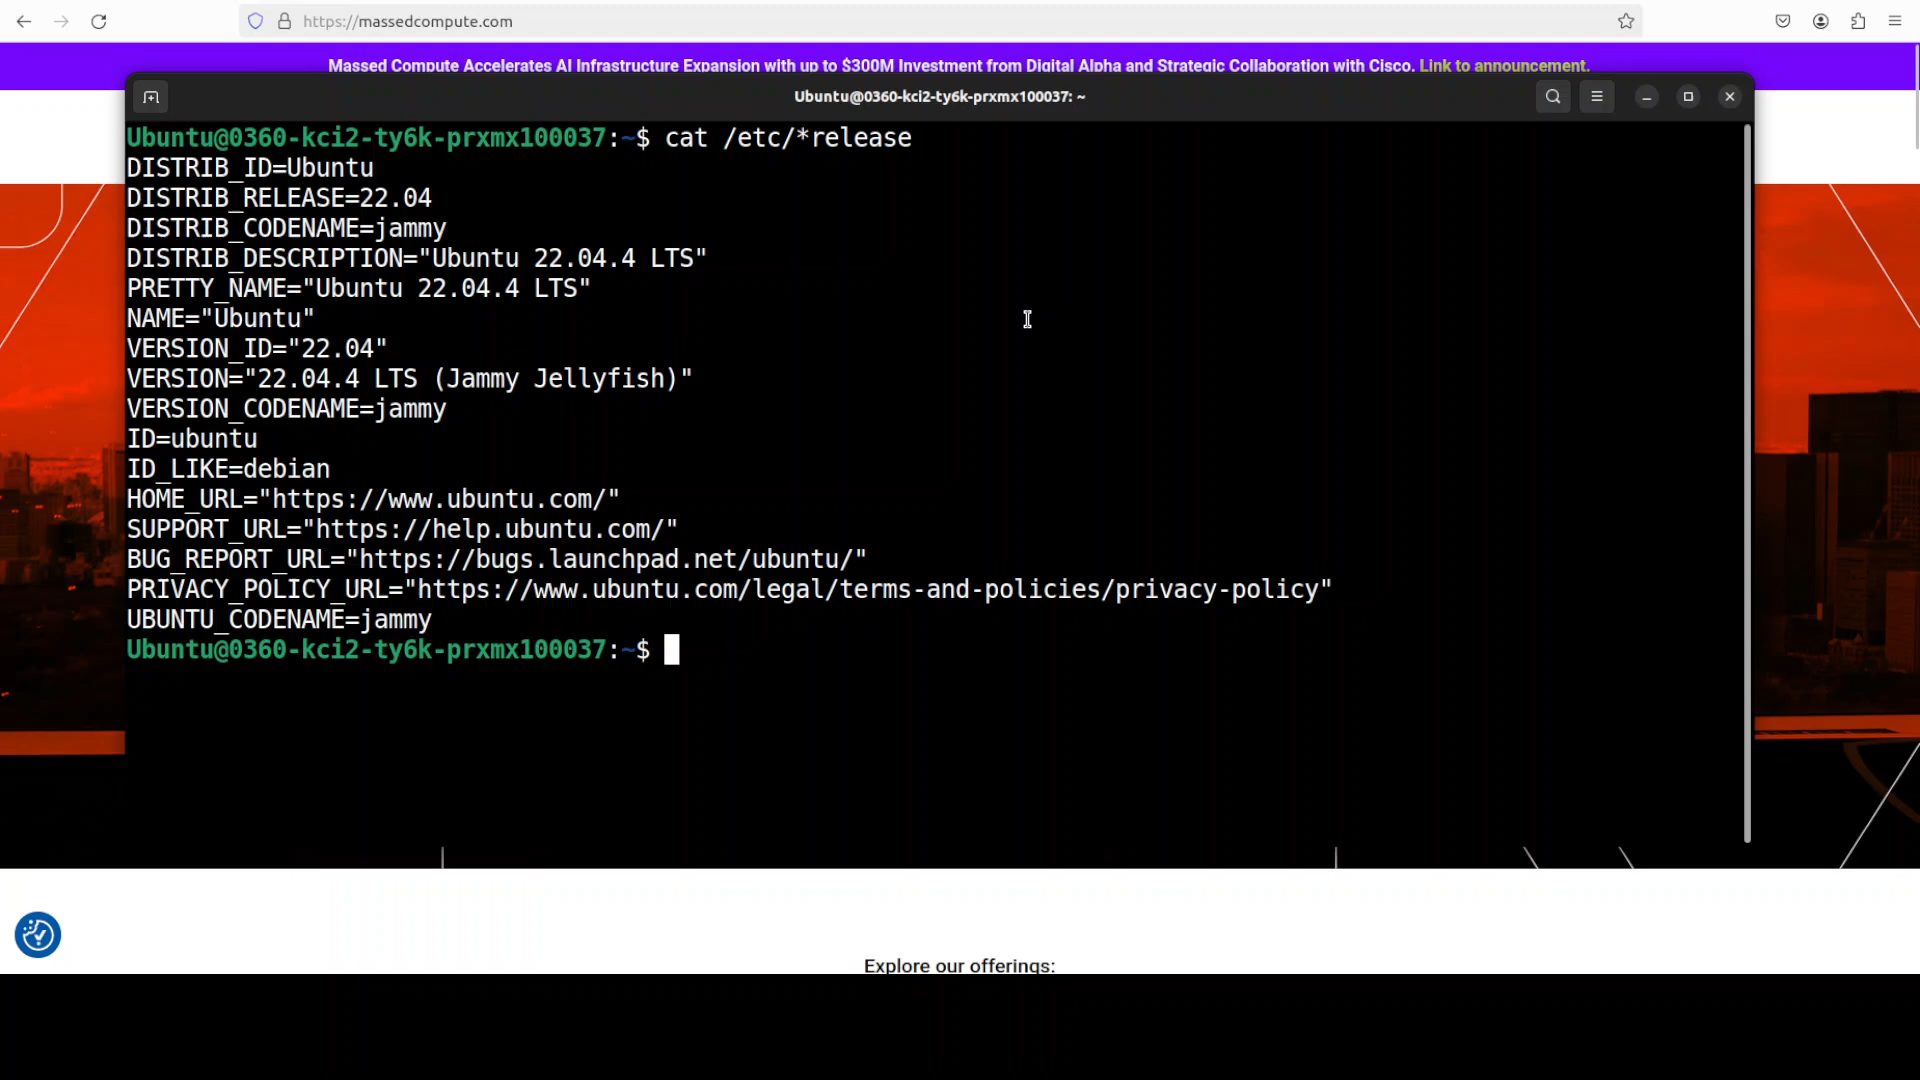 https://massedcompute.com
Massed Compute Accelerates AI Infrastructure Expansion with up to $300M Investment from Digital Alpha and Strategic Collaboration with Cisco. Link to announcement.
Ubuntu@0360-kci2-ty6k-prxmx100037: ~
Ubuntu@0360-kci2-ty6k-prxmx100037:~$ cat /etc/*release
DISTRIB_ID=Ubuntu
DISTRIB_RELEASE=22.04
DISTRIB_CODENAME=jammy
DISTRIB_DESCRIPTION="Ubuntu 22.04.4 LTS"
PRETTY_NAME="Ubuntu 22.04.4 LTS"
NAME="Ubuntu"
VERSION_ID="22.04"
VERSION="22.04.4 LTS (Jammy Jellyfish)"
VERSION_CODENAME=jammy
ID=ubuntu
ID_LIKE=debian
HOME_URL="https://www.ubuntu.com/"
SUPPORT_URL="https://help.ubuntu.com/"
BUG_REPORT_URL="https://bugs.launchpad.net/ubuntu/"
PRIVACY_POLICY_URL="https://www.ubuntu.com/legal/terms-and-policies/privacy-policy"
UBUNTU_CODENAME=jammy
Ubuntu@0360-kci2-ty6k-prxmx100037:~$
Explore our offerings: